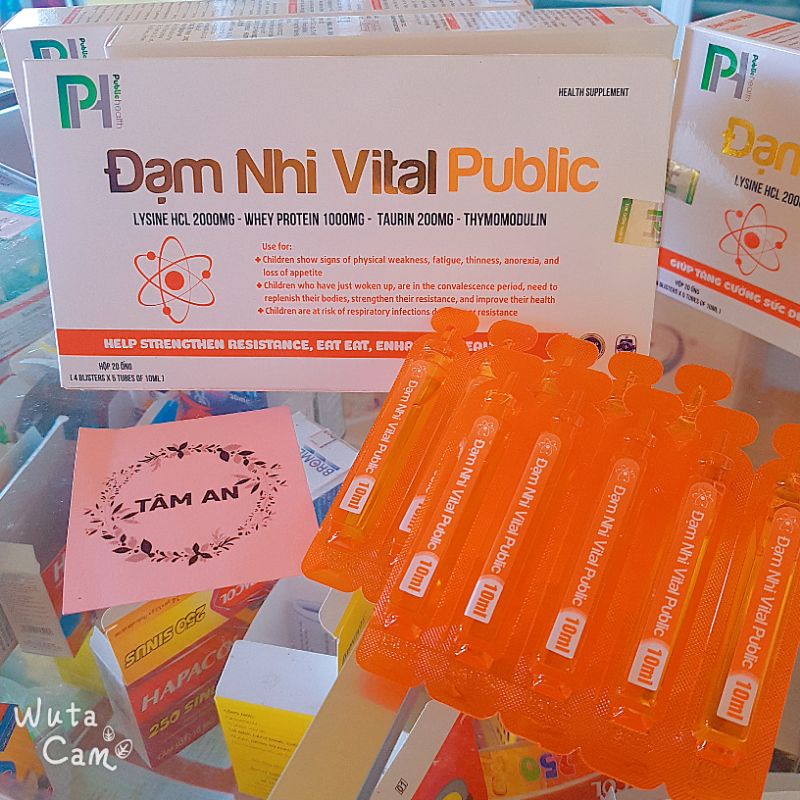 PH
Public health
HEALTH SUPPLEMENT
Đạm Nhi Vital Public
LYSINE HCL 2000MG - WHEY PROTEIN 1000MG - TAURIN 200MG - THYMOMODULIN
Use for:
Children show signs of physical weakness, fatigue, thinness, anorexia, and
loss of appetite
Children who have just woken up, are in the convalescence period, need to
replenish their bodies, strengthen their resistance, and improve their health
Children are at risk of respiratory infections
resistance
HELP STRENGTHEN RESISTANCE, EAT EAT,
HỘP 20 ỐNG
( 4 BLISTERS X 5 TUBES OF 10ML )
PH
Public health
Đạm
LYSINE HCL
GIÚP TĂNG CƯỜNG SỨC
HỘP 20 ỐNG
TÂM AN
Đạm Nhi Vital Public 10ml
10ml
Đạm Nhi Vital Public 10ml
Đạm Nhi Vital Public 10ml
Đạm Nhi Vital Public 10ml
Đạm Nhi Vital Public 10ml
Đạm Nhi Vital Public 10ml
250 SINUS
HAPACOL
250
Wuta
Cam